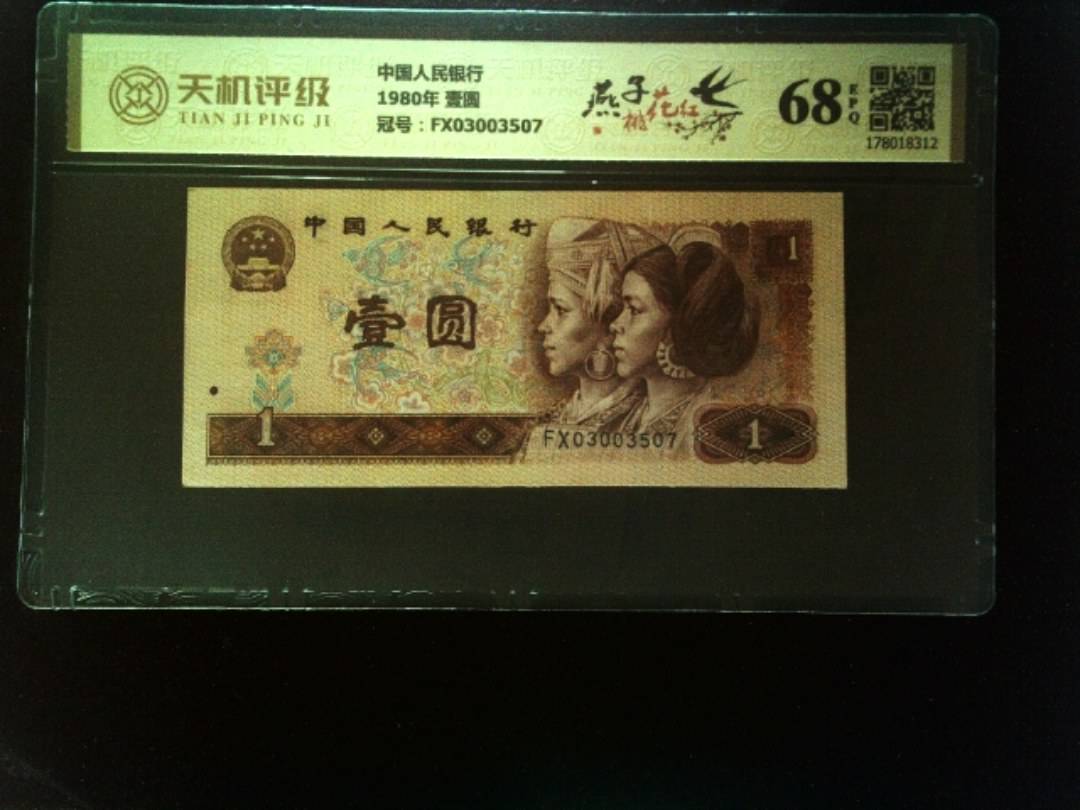 天机评级
TIAN JI PING JI
中国人民银行
1980年 壹圆
冠号：FX03003507
燕子
桃花红
68
EPQ
178018312
中国人民银行
1
壹圆
1
FX03003507
1